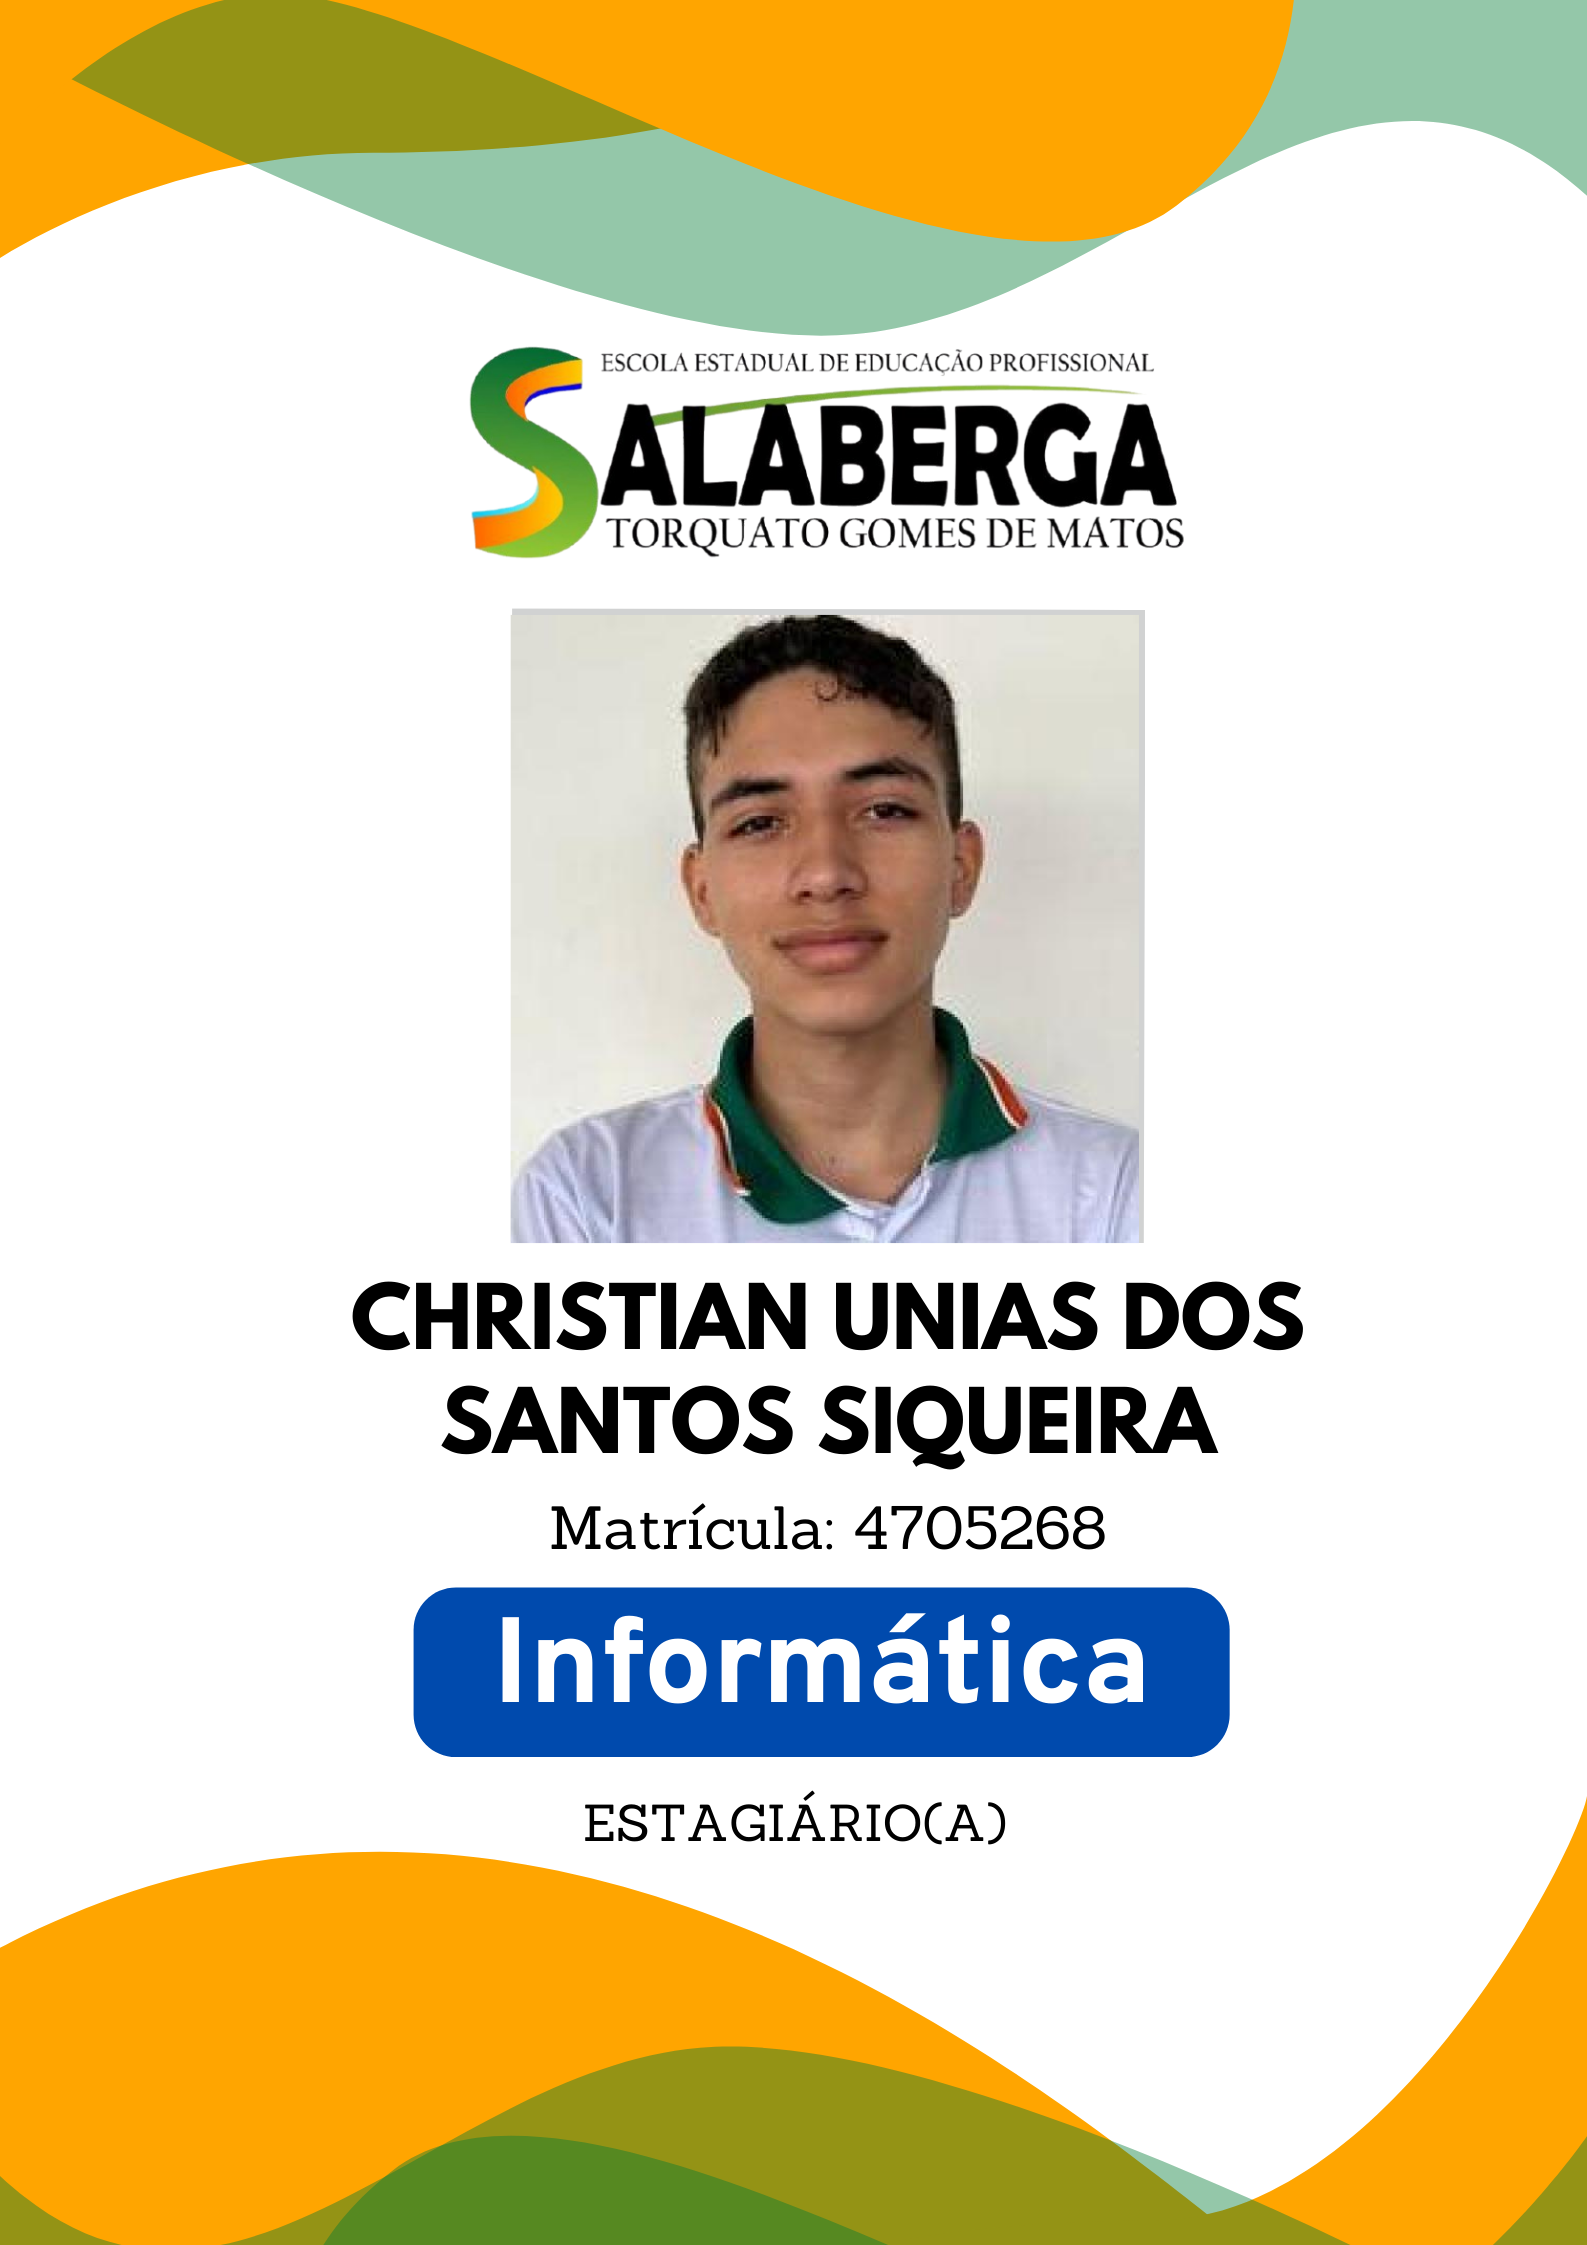 ESCOLA ESTADUAL DE EDUCAÇÃO PROFISSIONAL
SALABERGA
TORQUATO GOMES DE MATOS
CHRISTIAN UNIAS DOS
SANTOS SIQUEIRA
Matrícula: 4705268
Informática
ESTAGIÁRIO(A)